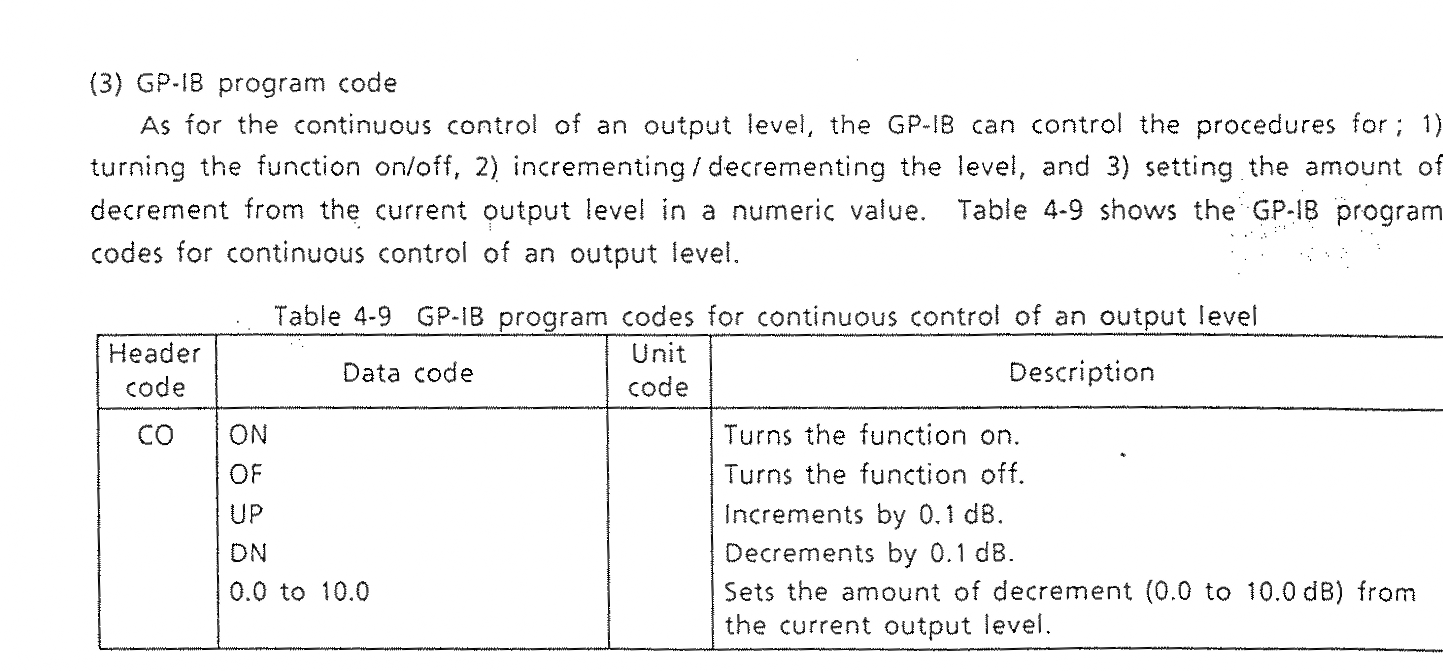 (3) GP-IB program code
As for the continuous control of an output level, the GP-IB can control the procedures for ; 1)
turning the function on/off, 2) incrementing / decrementing the level, and 3) setting the amount of
decrement from the current output level in a numeric value. Table 4-9 shows the GP-IB program
codes for continuous control of an output level.
Table 4-9 GP-IB program codes for continuous control of an output level
Header code Data code Unit code Description
CO ON Turns the function on.
OF Turns the function off.
UP Increments by 0.1 dB.
DN Decrements by 0.1 dB.
0.0 to 10.0 Sets the amount of decrement (0.0 to 10.0 dB) from
the current output level.